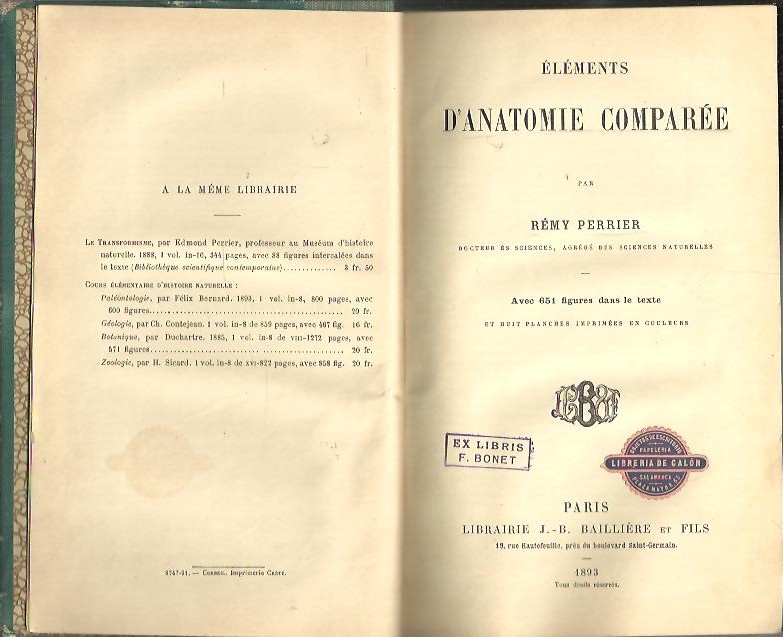 A LA MÊME LIBRAIRIE
LE TRANSFORMISME, par Edmond Perrier, professeur au Muséum d'histoire
naturelle. 1888, 1 vol. in-16, 344 pages, avec 88 figures intercalées dans
le texte (Bibliothèque scientifique contemporaine).............. 3 fr. 50
COURS ÉLÉMENTAIRE D'HISTOIRE NATURELLE :
Paléontologie, par Félix Bernard. 1893, 1 vol. in-8, 800 pages, avec
600 figures.................................................. 20 fr.
Géologie, par Ch. Contejean. 1 vol. in-8 de 859 pages, avec 467 fig. 16 fr.
Botanique, par Duchartre. 1885, 1 vol. in-8 de VIII-1272 pages, avec
571 figures.................................................. 20 fr.
Zoologie, par H. Sicard. 1 vol. in-8 de XVI-822 pages, avec 858 fig. 20 fr.
— CORBEIL. Imprimerie CRÉTÉ.
ÉLÉMENTS
D'ANATOMIE COMPARÉE
PAR
RÉMY PERRIER
DOCTEUR ÈS SCIENCES, AGRÉGÉ DES SCIENCES NATURELLES
Avec 651 figures dans le texte
ET HUIT PLANCHES IMPRIMÉES EN COULEURS
EX LIBRIS
F. BONET
OBJETOS DE ESCRITORIO
PAPELERIA
LIBRERIA DE CALON
SALAMANCA
PLAZA MAYOR
PARIS
LIBRAIRIE J.-B. BAILLIÈRE ET FILS
19, rue Hautefeuille, près du boulevard Saint-Germain.
1893
Tous droits réservés.